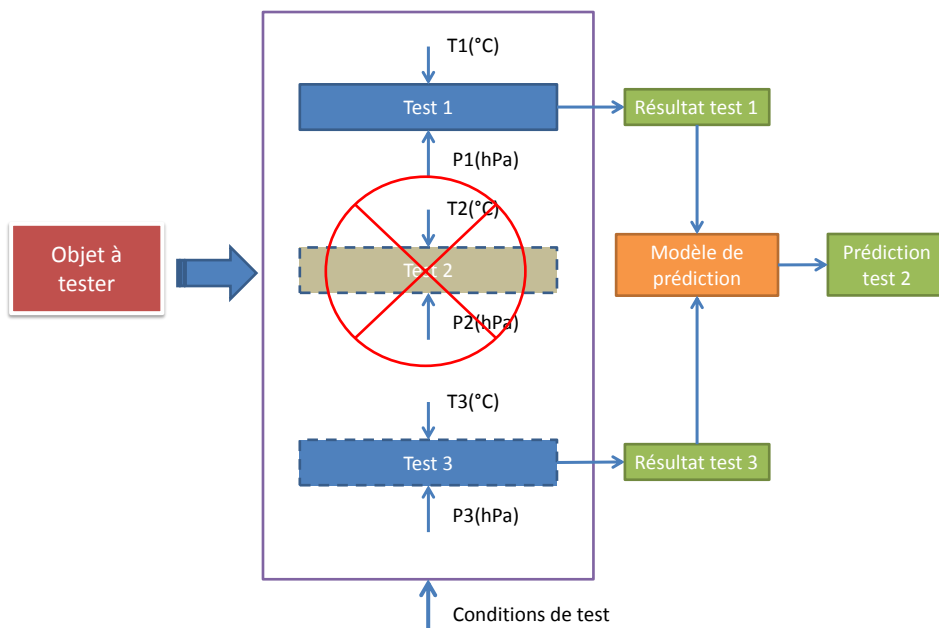 T1(°C)
Test 1
P1(hPa)
Résultat test 1
T2(°C)
Test 2
P2(hPa)
Objet à
tester
Modèle de
prédiction
Prédiction
test 2
T3(°C)
Test 3
P3(hPa)
Résultat test 3
Conditions de test